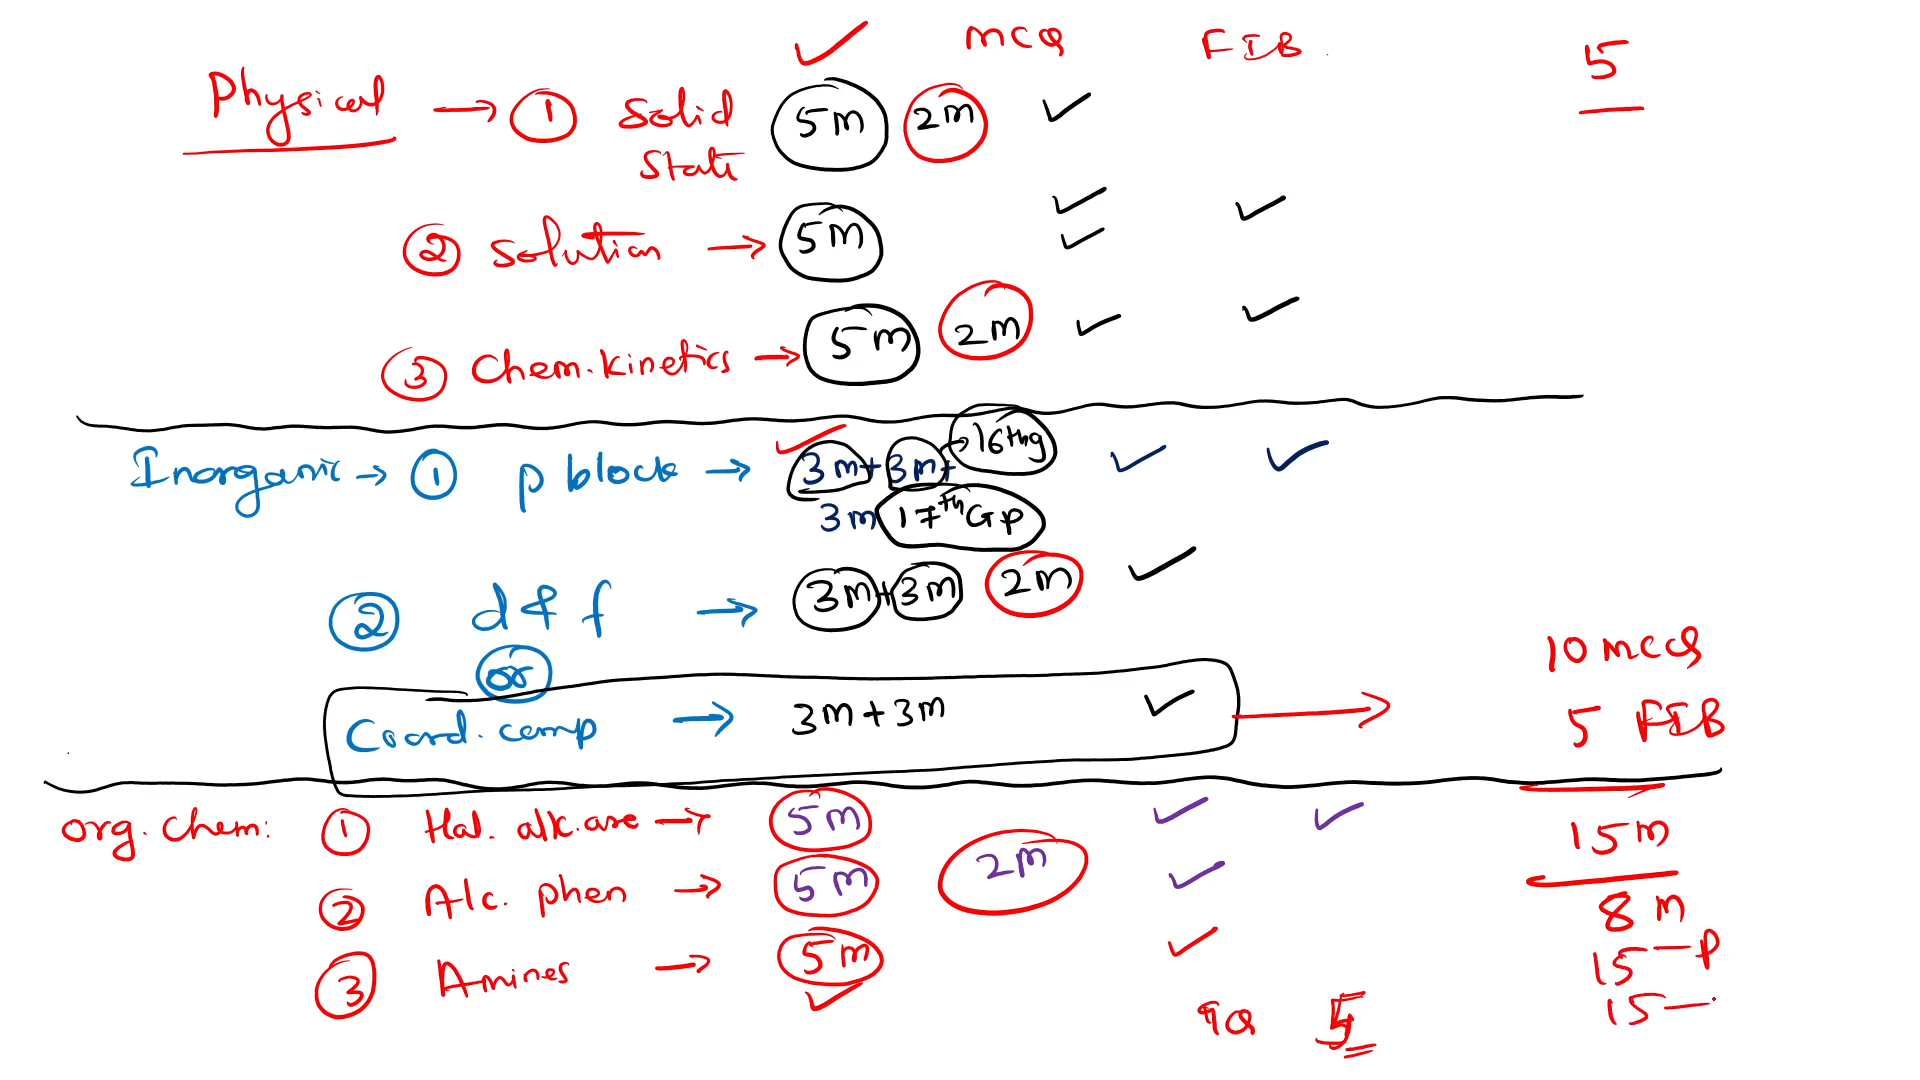 MCQ FIB 5
Physical → ① Solid State 5m 2m ✓
② Solution → 5m ✓ ✓ ✓
③ Chem. kinetics → 5m 2m ✓ ✓
Inorganic → ① p block → 3m + 3m + → 16th g ✓ ✓
3m 17th Gp
② d & f → 3m + 3m 2m ✓
or
Coord. comp → 3m + 3m ✓ →
10 MCQ
5 FIB
15m
Org. chem: ① Hal. alk. are → 5m ✓ ✓
② Alc. phen → 5m 2m ✓
③ Amines → 5m ✓
8m
15 — P
15 —
9Q 5